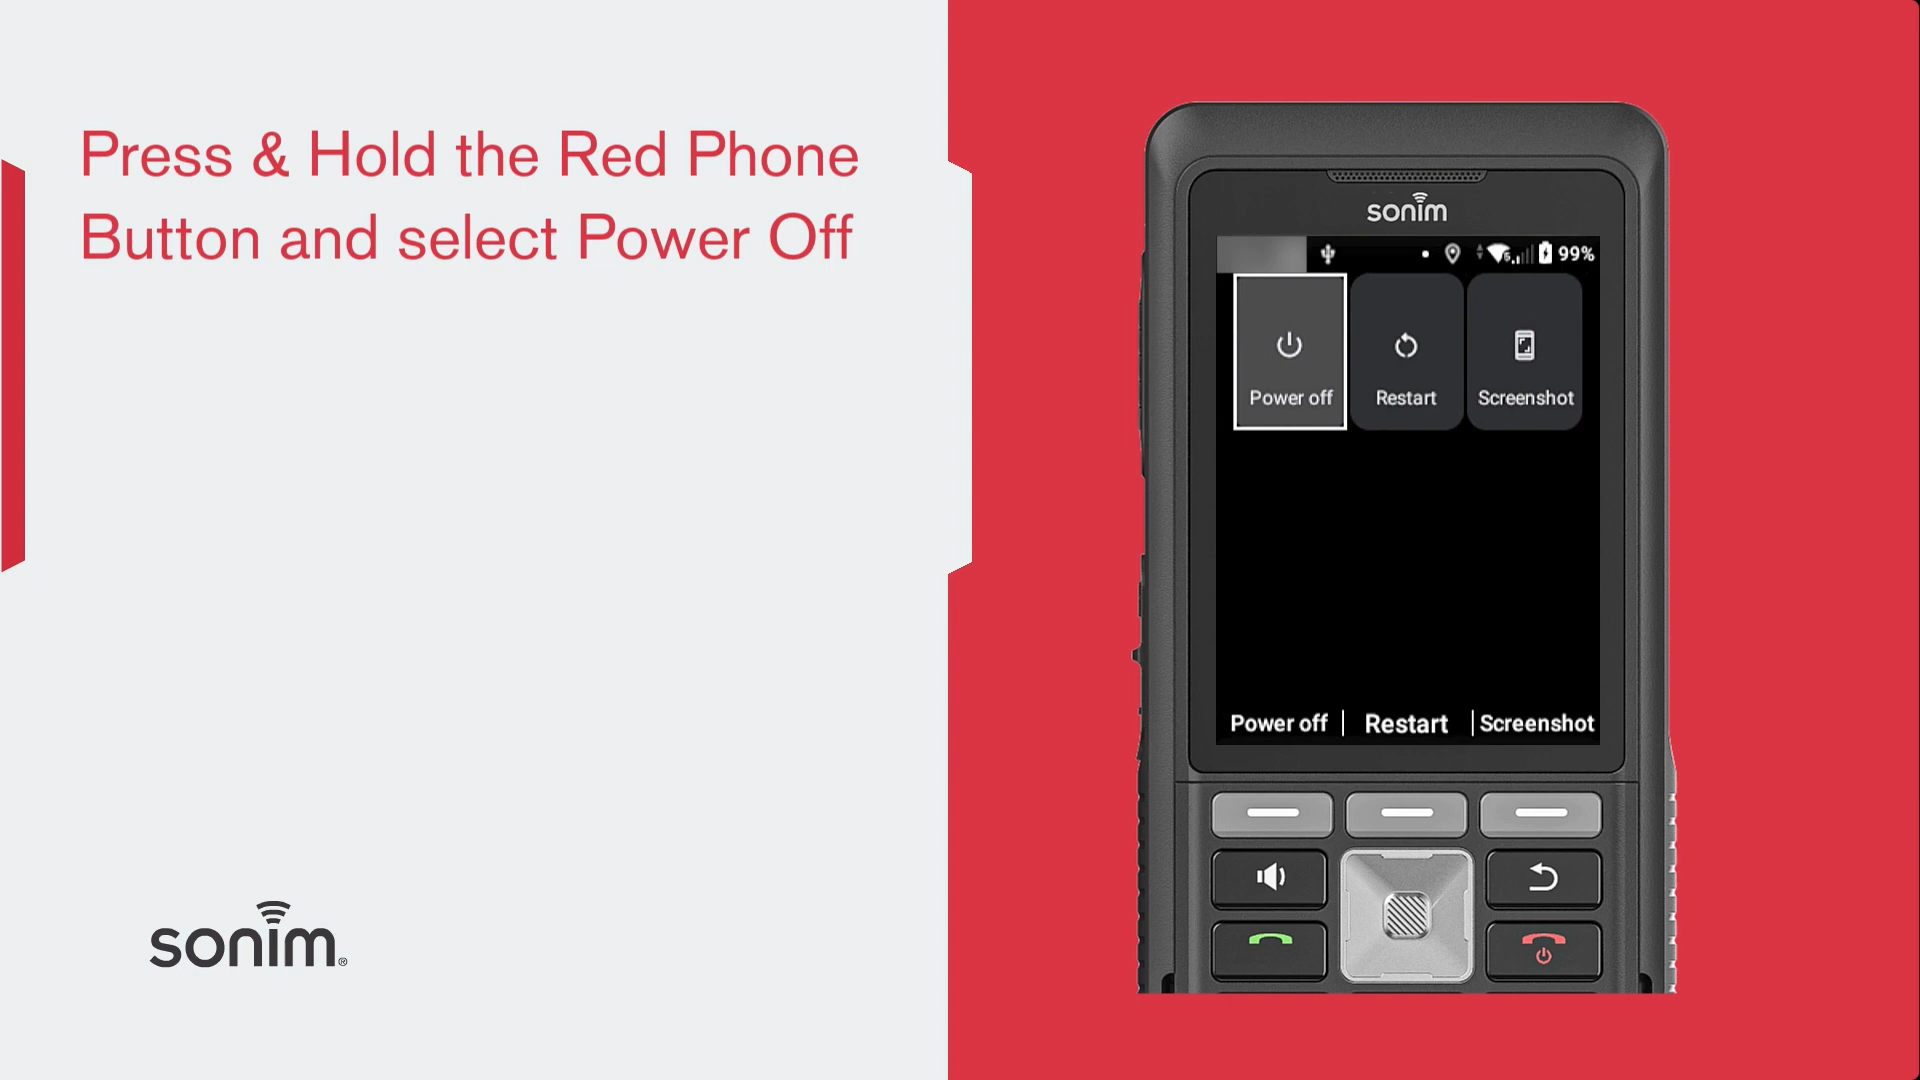 Press & Hold the Red Phone
Button and select Power Off
sonim
99%
Power off
Restart
Screenshot
Power off | Restart | Screenshot
sonim®